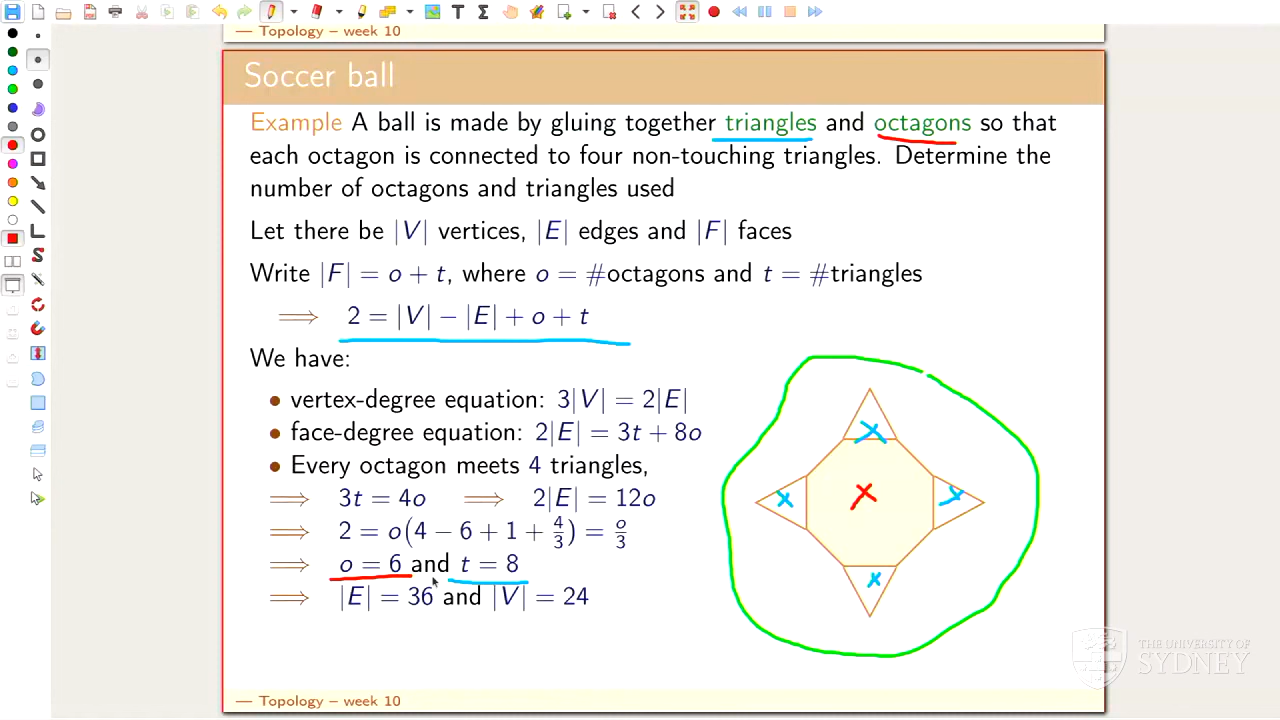 — Topology – week 10
Soccer ball
Example A ball is made by gluing together triangles and octagons so that
each octagon is connected to four non-touching triangles. Determine the
number of octagons and triangles used
Let there be |V| vertices, |E| edges and |F| faces
Write |F| = o + t, where o = #octagons and t = #triangles
⟹ 2 = |V| − |E| + o + t
We have:
• vertex-degree equation: 3|V| = 2|E|
• face-degree equation: 2|E| = 3t + 8o
• Every octagon meets 4 triangles,
⟹ 3t = 4o ⟹ 2|E| = 12o
⟹ 2 = o(4 − 6 + 1 + 4/3) = o/3
⟹ o = 6 and t = 8
⟹ |E| = 36 and |V| = 24
THE UNIVERSITY OF
SYDNEY
— Topology – week 10